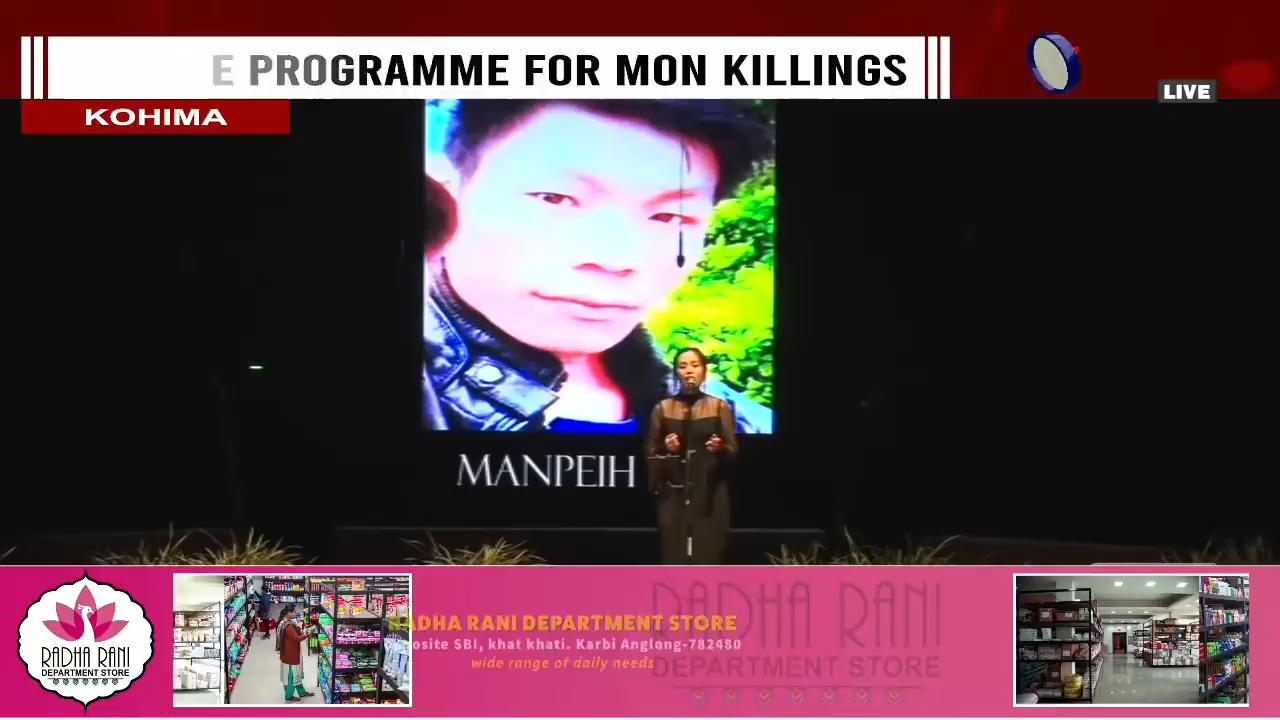 E PROGRAMME FOR MON KILLINGS
LIVE
KOHIMA
MANPEIH
RADHA RANI
DEPARTMENT STORE
RADHA RANI DEPARTMENT STORE
osite SBI, khat khati. Karbi Anglong-782480
wide range of daily needs
RADHA RANI
DEPARTMENT STORE